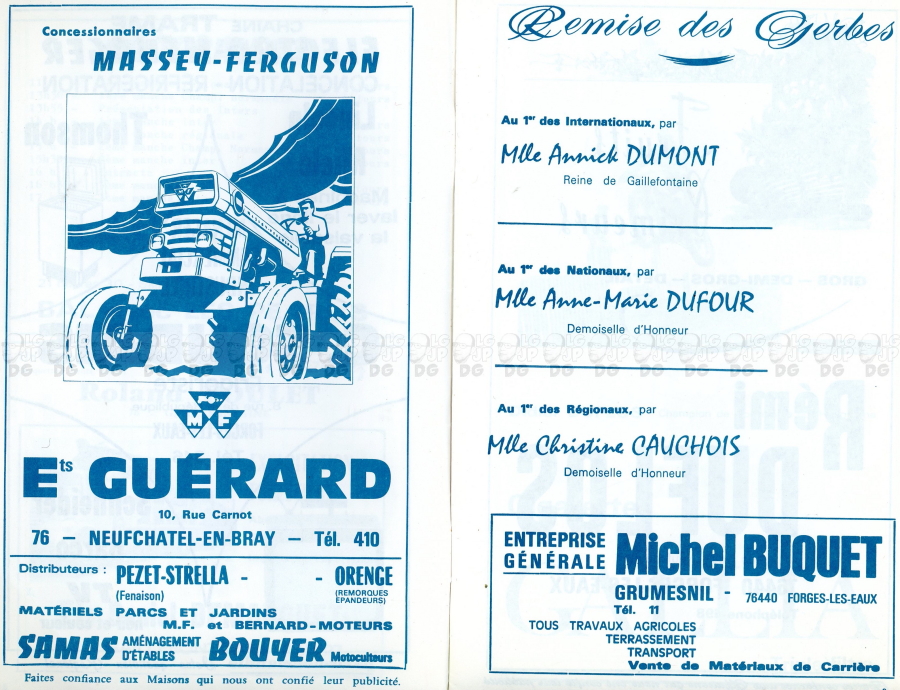 Concessionnaires
MASSEY-FERGUSON
M F
Ets GUÉRARD
10, Rue Carnot
76 — NEUFCHATEL-EN-BRAY — Tél. 410
Distributeurs : PEZET-STRELLA - - ORENGE
(Fenaison) (REMORQUES ÉPANDEURS)
MATÉRIELS PARCS ET JARDINS
M.F. et BERNARD-MOTEURS
SAMAS AMÉNAGEMENT D'ÉTABLES BOUYER Motoculteurs
Faites confiance aux Maisons qui nous ont confié leur publicité.
Remise des Gerbes
Au 1er des Internationaux, par
Mlle Annick DUMONT
Reine de Gaillefontaine
Au 1er des Nationaux, par
Mlle Anne-Marie DUFOUR
Demoiselle d'Honneur
Au 1er des Régionaux, par
Mlle Christine CAUCHOIS
Demoiselle d'Honneur
ENTREPRISE GÉNÉRALE Michel BUQUET
GRUMESNIL - 76440 FORGES-LES-EAUX
Tél. 11
TOUS TRAVAUX AGRICOLES
TERRASSEMENT
TRANSPORT
Vente de Matériaux de Carrière